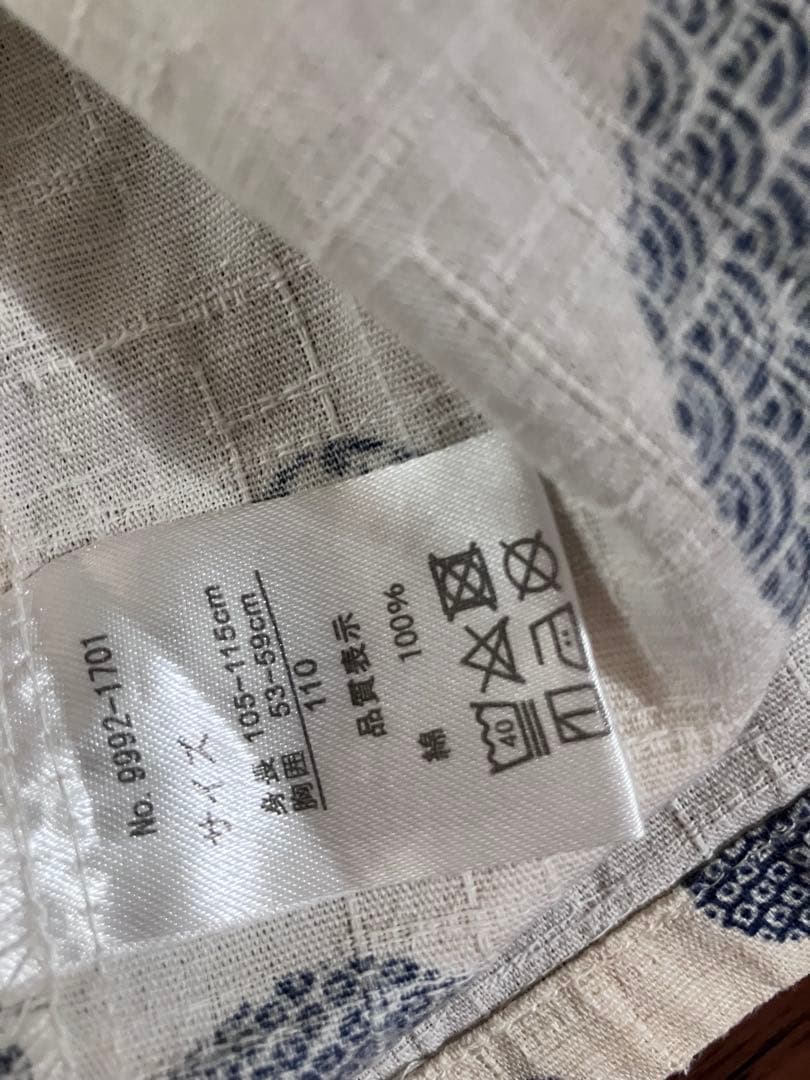 No. 9992-1701
サイズ
身長 105-115cm
胸囲 53-59cm
110
品質表示
綿 100%
40